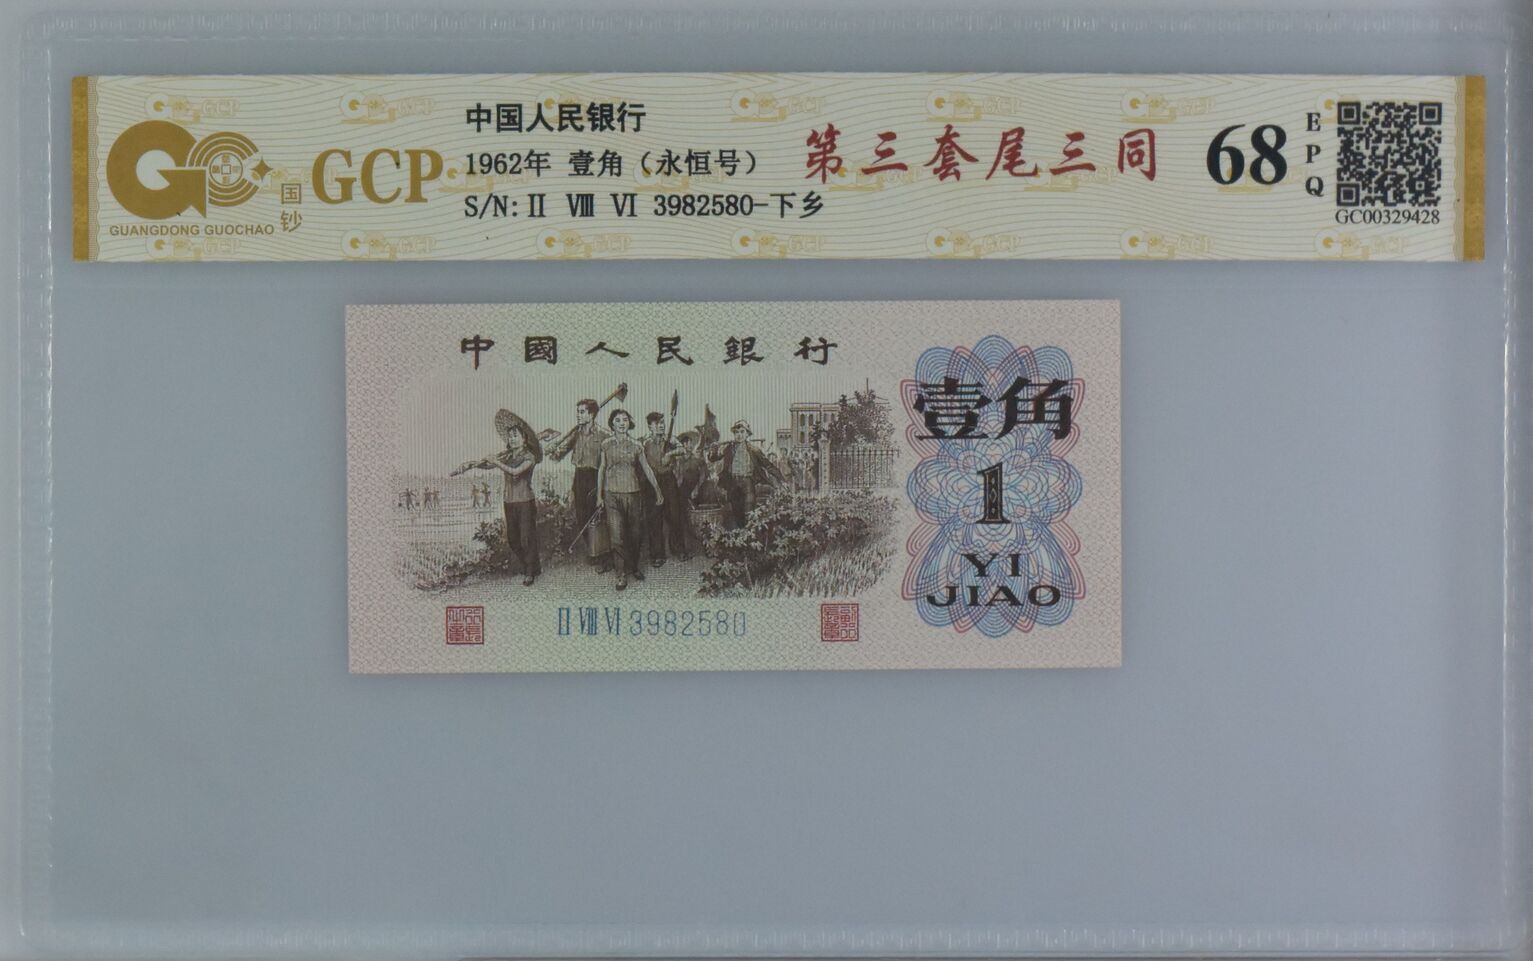 GUANGDONG GUOCHAO
国钞
GCP
中国人民银行
1962年 壹角（永恒号）
S/N: II VIII VI 3982580-下乡
第三套尾三同
68
EPQ
GC00329428
中國人民銀行
壹角
1
YI
JIAO
II VIII VI 3982580